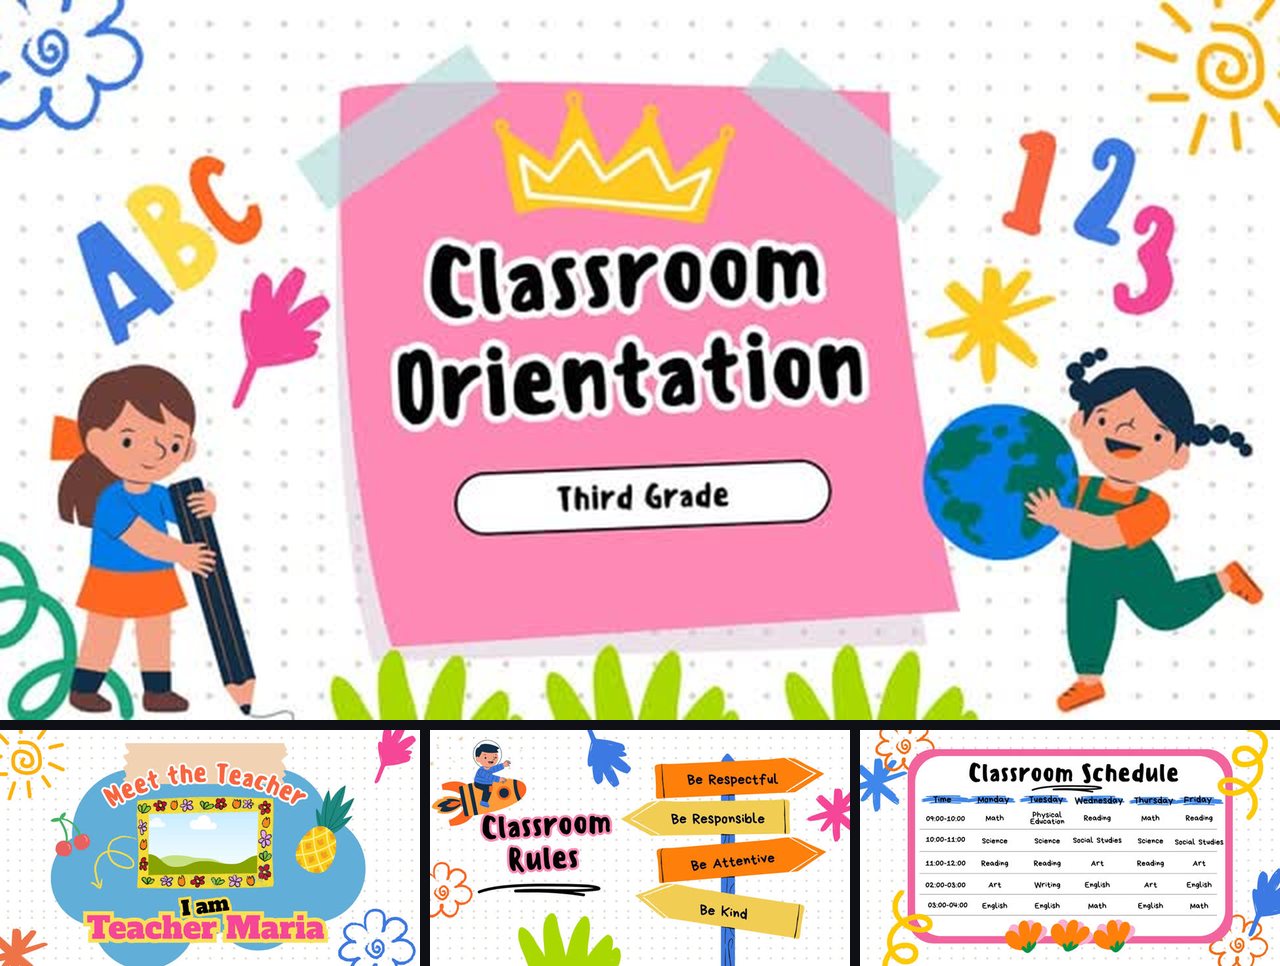 ABC
123
Classroom
Orientation
Third Grade
Meet the Teacher
I am
Teacher Maria
Classroom
Rules
Be Respectful
Be Responsible
Be Attentive
Be Kind
Classroom Schedule
Time Monday Tuesday Wednesday Thursday Friday
09:00-10:00 Math Physical Education Reading Math Reading
10:00-11:00 Science Science Social Studies Science Social Studies
11:00-12:00 Reading Reading Art Reading Art
02:00-03:00 Art Writing English Art English
03:00-04:00 English English Math English Math